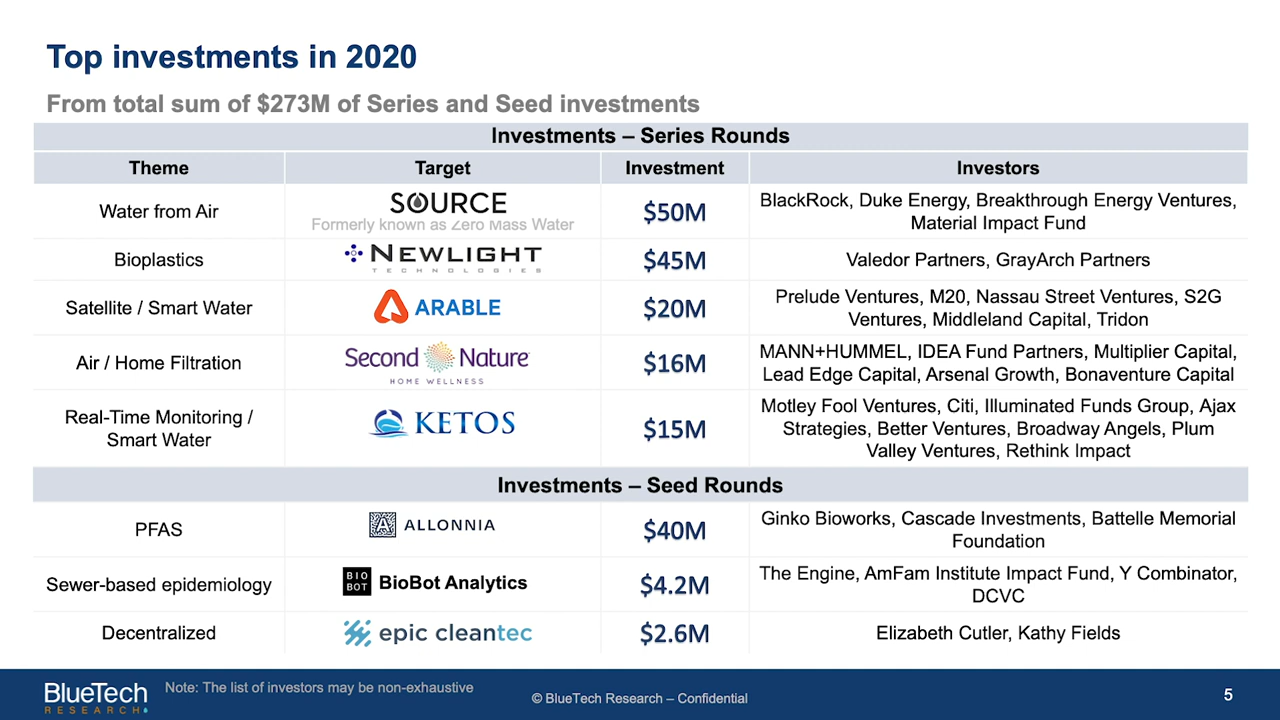 Top investments in 2020
From total sum of $273M of Series and Seed investments
Investments – Series Rounds
Theme Target Investment Investors
Water from Air
SOURCE
Formerly known as Zero Mass Water
$50M
BlackRock, Duke Energy, Breakthrough Energy Ventures,
Material Impact Fund
Bioplastics
NEWLIGHT
TECHNOLOGIES
$45M
Valedor Partners, GrayArch Partners
Satellite / Smart Water
ARABLE
$20M
Prelude Ventures, M20, Nassau Street Ventures, S2G
Ventures, Middleland Capital, Tridon
Air / Home Filtration
Second Nature
HOME WELLNESS
$16M
MANN+HUMMEL, IDEA Fund Partners, Multiplier Capital,
Lead Edge Capital, Arsenal Growth, Bonaventure Capital
Real-Time Monitoring /
Smart Water
KETOS
$15M
Motley Fool Ventures, Citi, Illuminated Funds Group, Ajax
Strategies, Better Ventures, Broadway Angels, Plum
Valley Ventures, Rethink Impact
Investments – Seed Rounds
PFAS
A
ALLONNIA
$40M
Ginko Bioworks, Cascade Investments, Battelle Memorial
Foundation
Sewer-based epidemiology
BIO
BOT
BioBot Analytics
$4.2M
The Engine, AmFam Institute Impact Fund, Y Combinator,
DCVC
Decentralized
epic cleantec
$2.6M
Elizabeth Cutler, Kathy Fields
BlueTech
RESEARCH
Note: The list of investors may be non-exhaustive
© BlueTech Research – Confidential
5